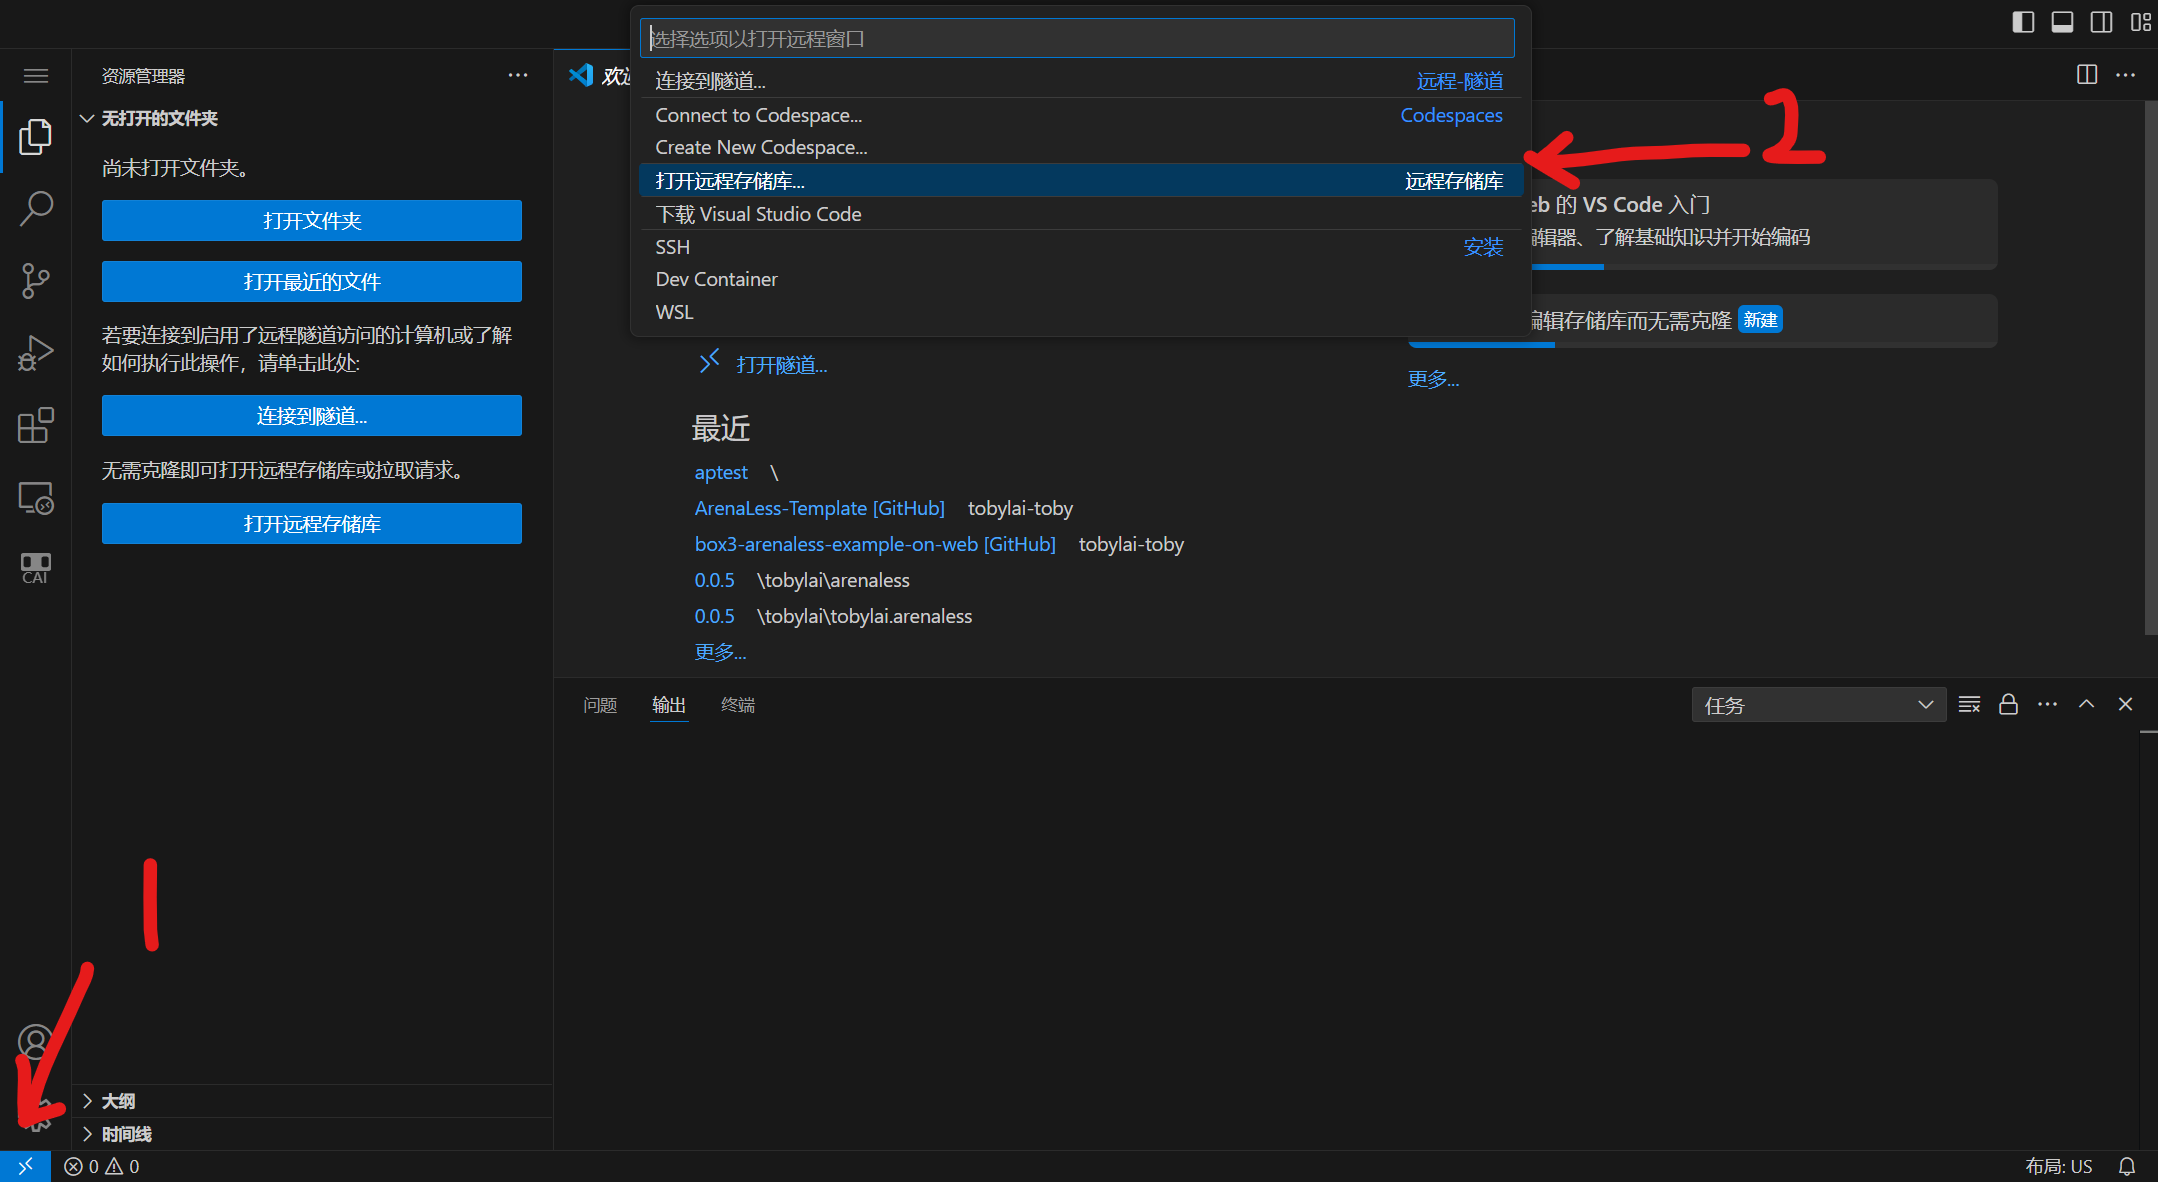 选择选项以打开远程窗口
连接到隧道... 远程-隧道
Connect to Codespace... Codespaces
Create New Codespace...
打开远程存储库... 远程存储库
下载 Visual Studio Code
SSH 安装
Dev Container
WSL
资源管理器
无打开的文件夹
尚未打开文件夹。
打开文件夹
打开最近的文件
若要连接到启用了远程隧道访问的计算机或了解
如何执行此操作，请单击此处:
连接到隧道...
无需克隆即可打开远程存储库或拉取请求。
打开远程存储库
CAI
1
大纲
时间线
欢迎
2
eb 的 VS Code 入门
编辑器、了解基础知识并开始编码
编辑存储库而无需克隆 新建
更多...
打开隧道...
最近
aptest \
ArenaLess-Template [GitHub] tobylai-toby
box3-arenaless-example-on-web [GitHub] tobylai-toby
0.0.5 \tobylai\arenaless
0.0.5 \tobylai\tobylai.arenaless
更多...
问题 输出 终端 任务
0 0
布局: US